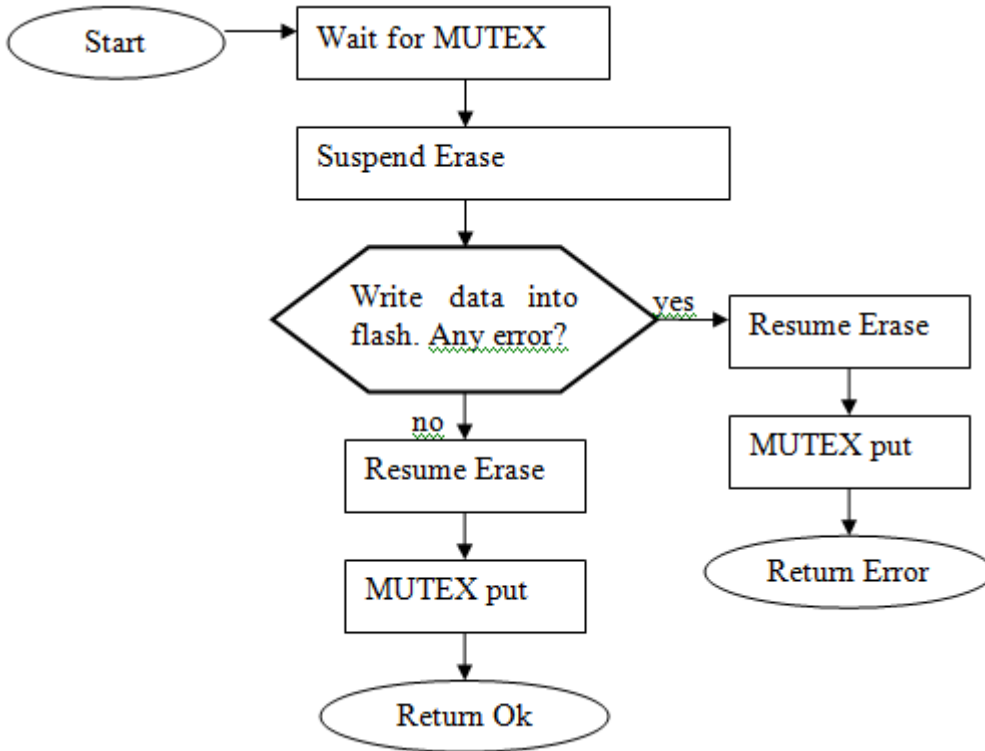 Start
Wait for MUTEX
Suspend Erase
Write data into
flash. Any error?
yes
Resume Erase
MUTEX put
Return Error
no
Resume Erase
MUTEX put
Return Ok